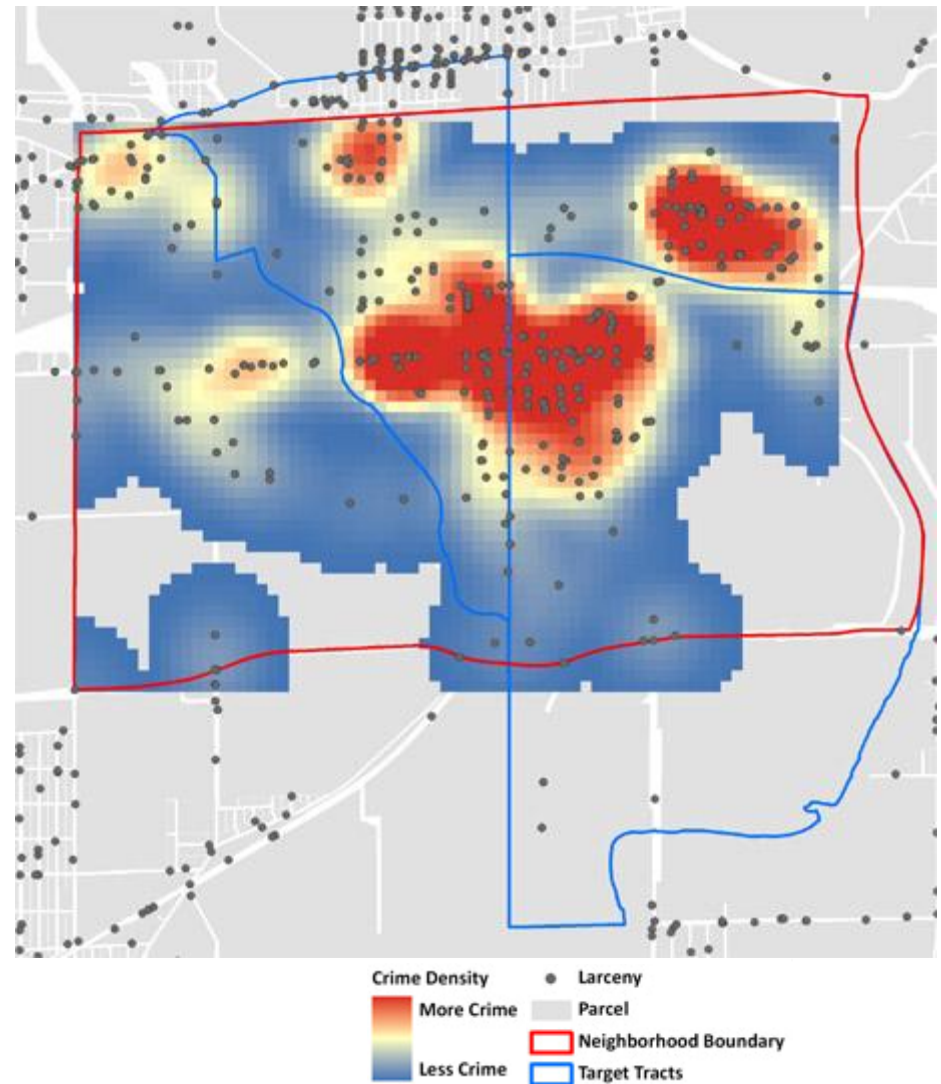 Crime Density
More Crime
Less Crime
Larceny
Parcel
Neighborhood Boundary
Target Tracts